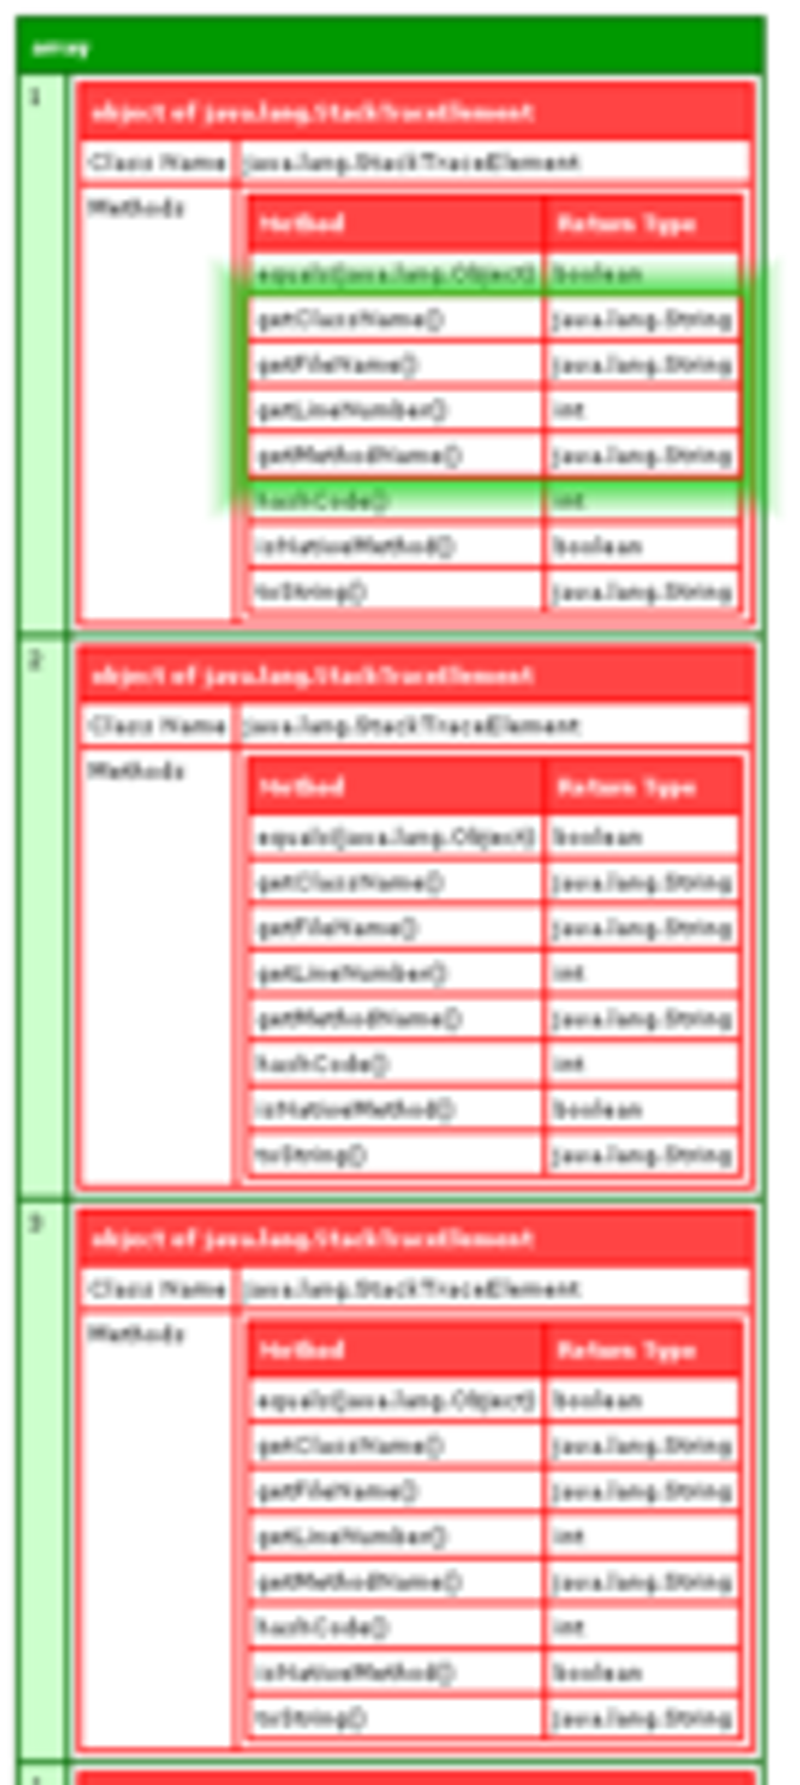 array
1
object of java.lang.StackTraceElement
Class Name java.lang.StackTraceElement
Methods
Method Return Type
equals(java.lang.Object) boolean
getClassName() java.lang.String
getFileName() java.lang.String
getLineNumber() int
getMethodName() java.lang.String
hashCode() int
isNativeMethod() boolean
toString() java.lang.String
2
object of java.lang.StackTraceElement
Class Name java.lang.StackTraceElement
Methods
Method Return Type
equals(java.lang.Object) boolean
getClassName() java.lang.String
getFileName() java.lang.String
getLineNumber() int
getMethodName() java.lang.String
hashCode() int
isNativeMethod() boolean
toString() java.lang.String
3
object of java.lang.StackTraceElement
Class Name java.lang.StackTraceElement
Methods
Method Return Type
equals(java.lang.Object) boolean
getClassName() java.lang.String
getFileName() java.lang.String
getLineNumber() int
getMethodName() java.lang.String
hashCode() int
isNativeMethod() boolean
toString() java.lang.String